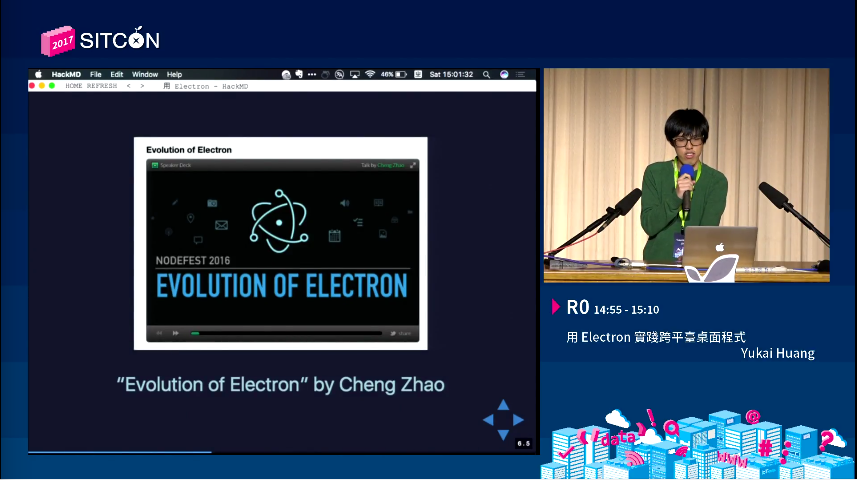 2017 SITCON
HackMD File Edit Window Help
46%
Sat 15:01:32
HOME REFRESH < >
用 Electron - HackMD
Evolution of Electron
Speaker Deck
Talk by Cheng Zhao
NODEFEST 2016
EVOLUTION OF ELECTRON
share
“Evolution of Electron” by Cheng Zhao
6.5
R0 14:55 - 15:10
用 Electron 實踐跨平臺桌面程式
Yukai Huang
data
www
@
#
?
!